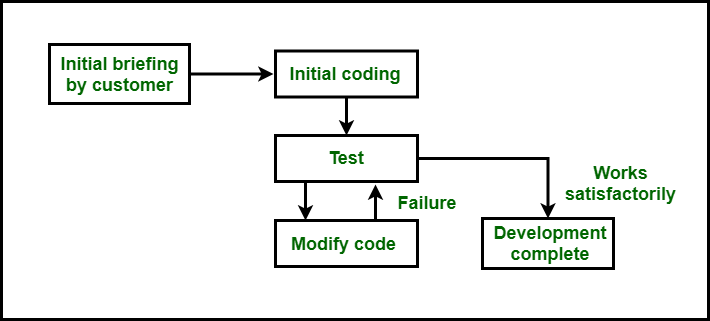 Initial briefing
by customer
Initial coding
Test
Works
satisfactorily
Failure
Modify code
Development
complete